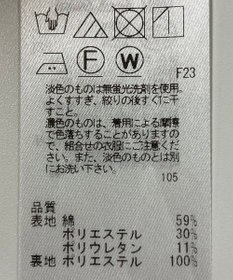 F W
F23
淡色のものは無蛍光洗剤を使用。
よくすすぎ、絞りの後すぐに干
すこと。
濃色のものは、着用による摩擦
で色落ちすることがありますの
で、組合せの衣服にご注意くだ
さい。また、淡色のものとは別
にお洗い下さい。
105
品質
表地 綿 59%
ポリエステル 30%
ポリウレタン 11%
裏地 ポリエステル 100%